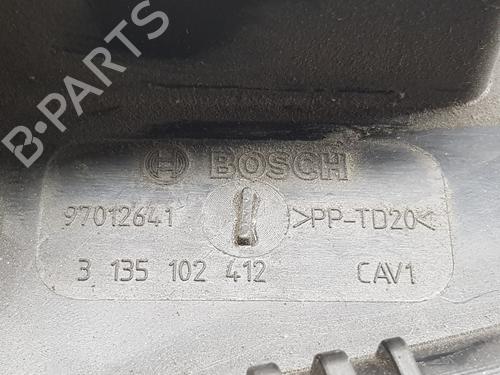 B-PARTS
BOSCH
97012641 >PP-TD20<
3 135 102 412 CAV1